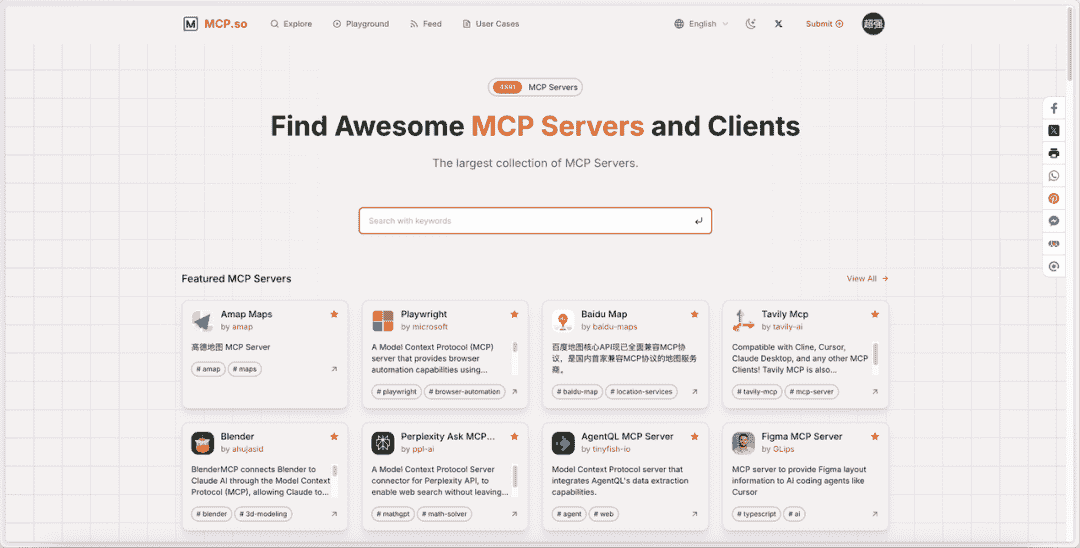 M MCP.so
Explore
Playground
Feed
User Cases
English
Submit
超强
MCP Servers
Find Awesome MCP Servers and Clients
The largest collection of MCP Servers.
Search with keywords
Featured MCP Servers
View All →
Amap Maps
by amap
高德地图 MCP Server
# amap # maps
Playwright
by microsoft
A Model Context Protocol (MCP)
server that provides browser
automation capabilities using...
# playwright # browser-automation
Baidu Map
by baidu-maps
百度地图核心API现已全面兼容MCP协
议，是国内首家兼容MCP协议的地图服务
商。
# baidu-map # location-services
Tavily Mcp
by tavily-ai
Compatible with Cline, Cursor,
Claude Desktop, and any other MCP
Clients! Tavily MCP is also...
# tavily-mcp # mcp-server
Blender
by ahujasid
BlenderMCP connects Blender to
Claude AI through the Model Context
Protocol (MCP), allowing Claude to...
# blender # 3d-modeling
Perplexity Ask MCP...
by ppl-ai
A Model Context Protocol Server
connector for Perplexity API, to
enable web search without leaving...
# mathgpt # math-solver
AgentQL MCP Server
by tinyfish-io
Model Context Protocol server that
integrates AgentQL's data extraction
capabilities.
# agent # web
Figma MCP Server
by GLips
MCP server to provide Figma layout
information to AI coding agents like
Cursor
# typescript # ai